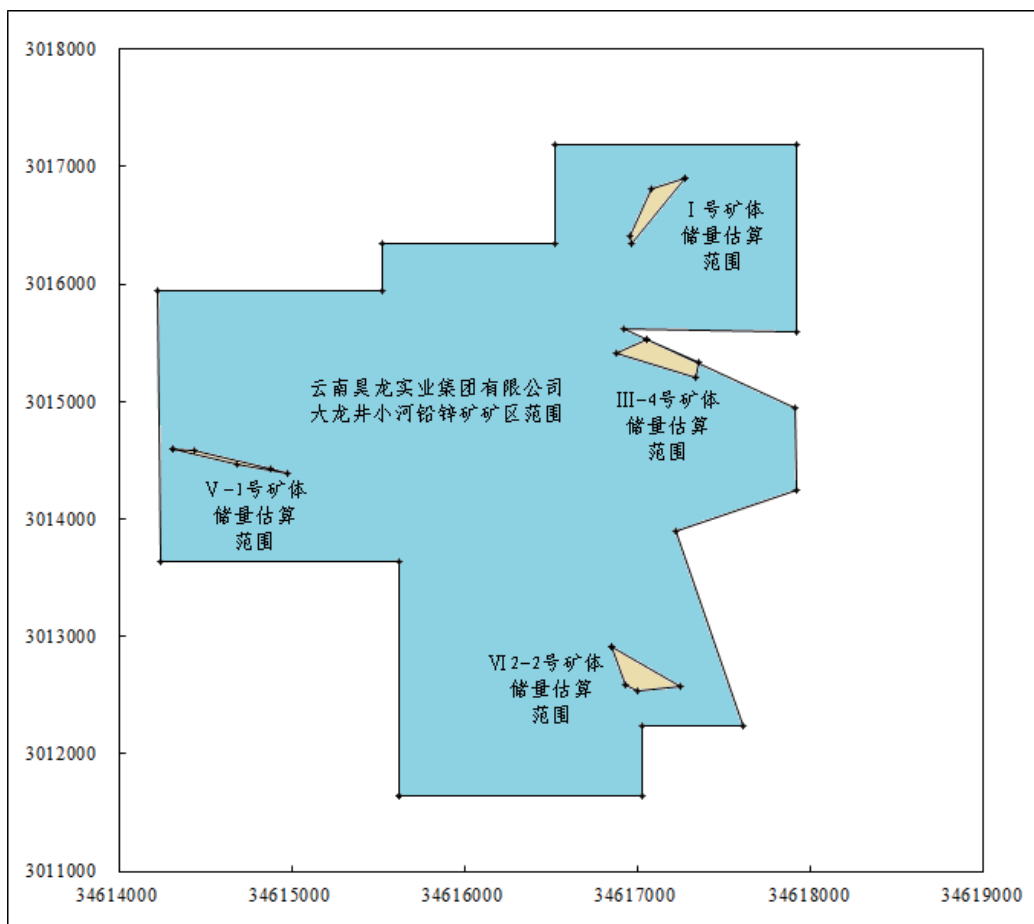 3018000
3017000
Ⅰ号矿体
储量估算
范围
3016000
云南昊龙实业集团有限公司
大龙井小河铅锌矿矿区范围
3015000
III-4号矿体
储量估算
范围
V-1号矿体
储量估算
范围
3014000
3013000
VI2-2号矿体
储量估算
范围
3012000
3011000
34614000
34615000
34616000
34617000
34618000
34619000